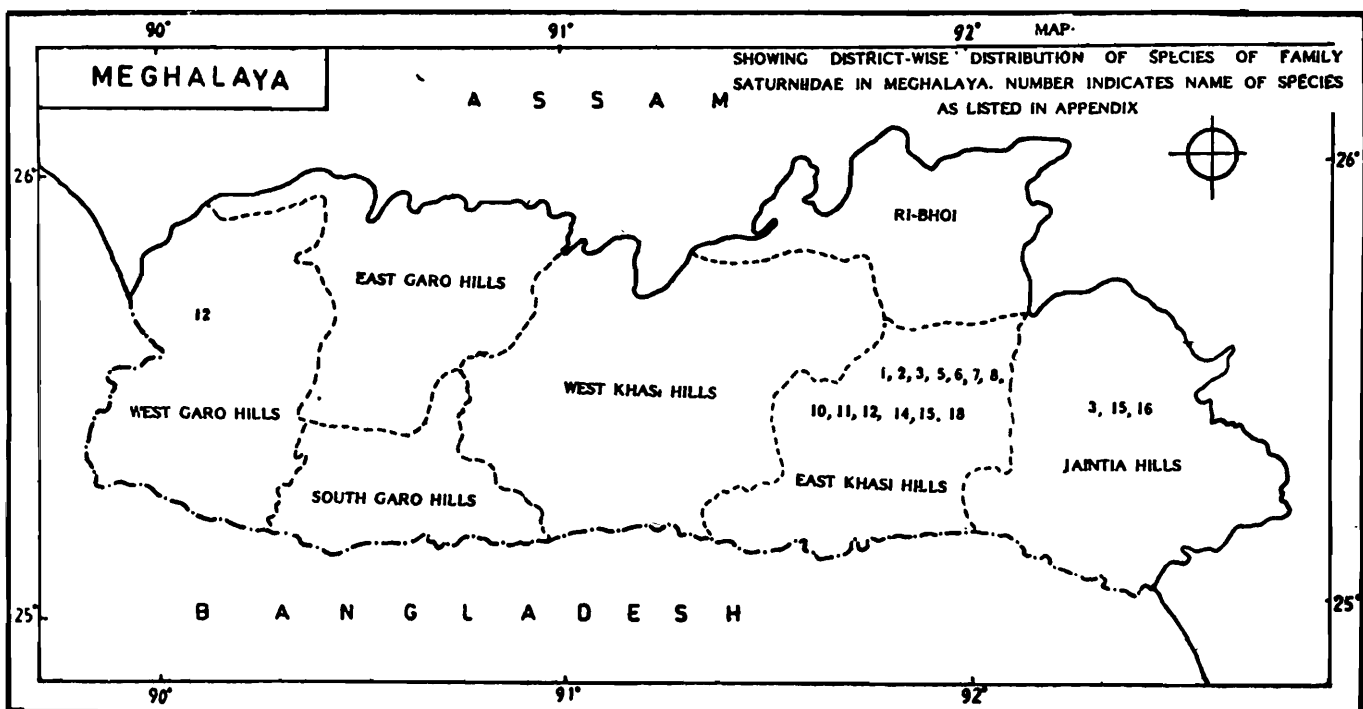 90° 91° 92°
MAP·
MEGHALAYA
SHOWING DISTRICT-WISE DISTRIBUTION OF SPECIES OF FAMILY
SATURNIIDAE IN MEGHALAYA. NUMBER INDICATES NAME OF SPECIES
AS LISTED IN APPENDIX
A S S A M
26° 26°
RI-BHOI
EAST GARO HILLS
12
WEST KHASI HILLS
1, 2, 3, 5, 6, 7, 8,
WEST GARO HILLS
10, 11, 12, 14, 15, 18
3, 15, 16
JAINTIA HILLS
SOUTH GARO HILLS
EAST KHASI HILLS
25° 25°
B A N G L A D E S H
90° 91° 92°